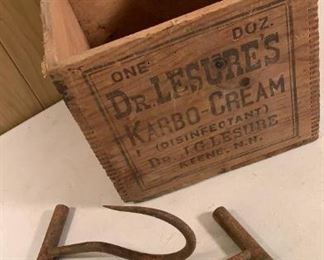 ONE DOZ.
DR. LESURE'S
KARBO-CREAM
(DISINFECTANT)
DR. J.G. LESURE
KEENE, N.H.